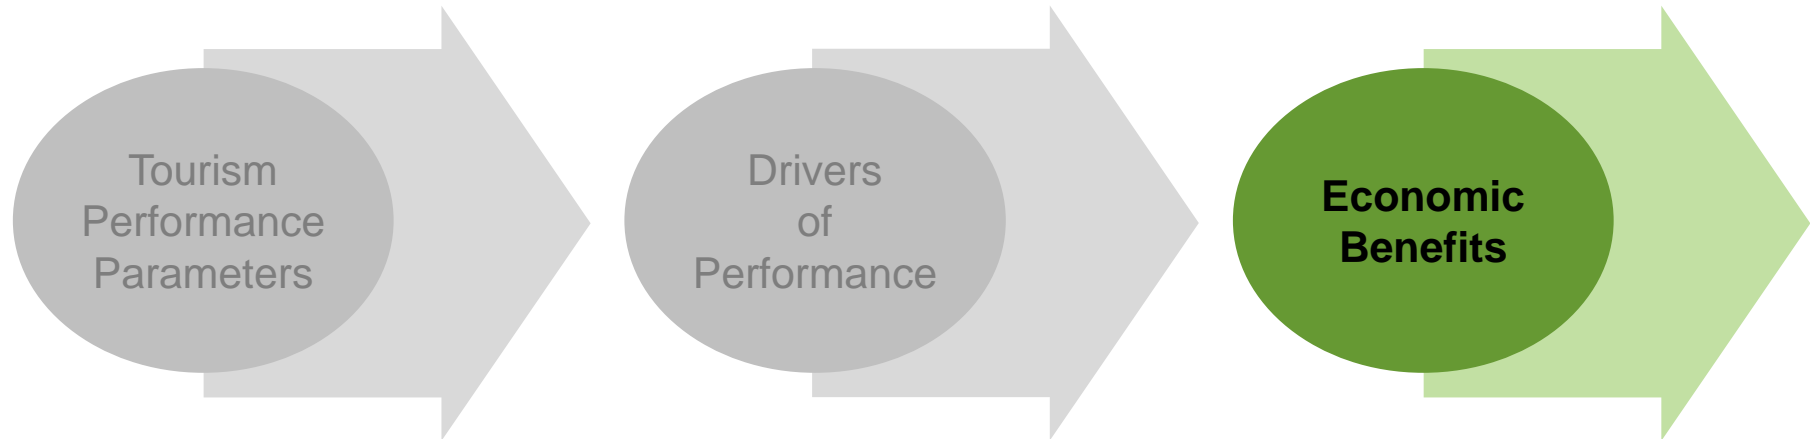 Tourism
Performance
Parameters
Drivers
of
Performance
Economic
Benefits